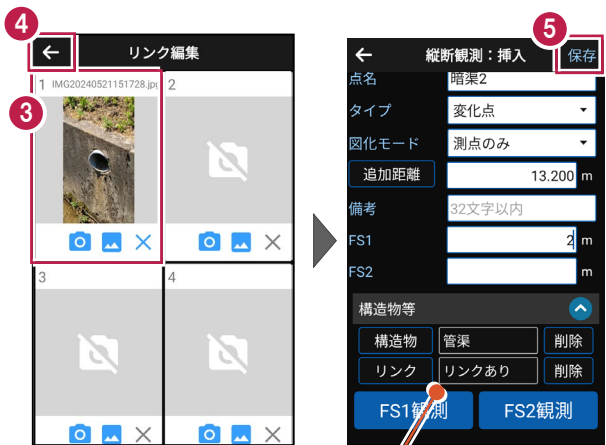 4
リンク編集
1 IMG20240521151728.jpg
2
3
3
4
5
縦断観測：挿入
保存
点名
暗渠2
タイプ
変化点
図化モード
測点のみ
追加距離
13.200 m
備考
32文字以内
FS1
2 m
FS2
m
構造物等
構造物
管渠
削除
リンク
リンクあり
削除
FS1観測
FS2観測